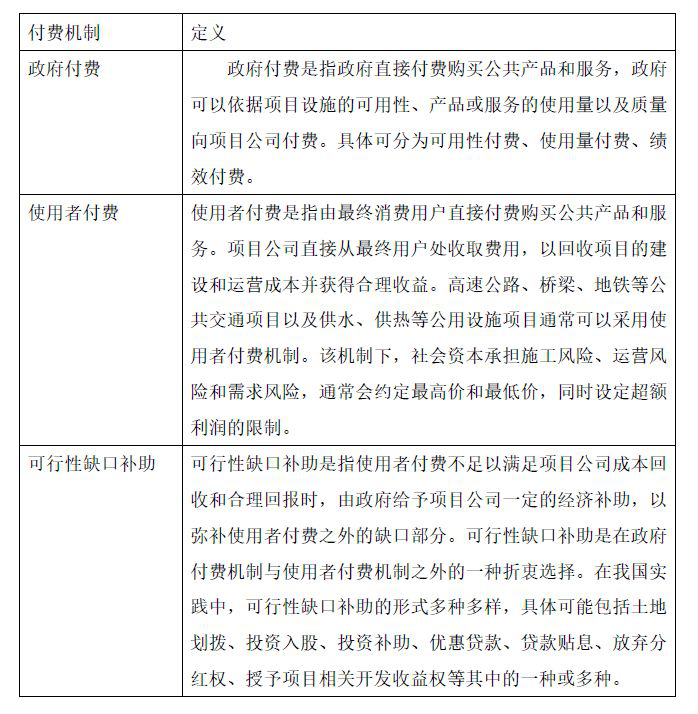 付费机制
定义
政府付费
政府付费是指政府直接付费购买公共产品和服务，政府
可以依据项目设施的可用性、产品或服务的使用量以及质量
向项目公司付费。具体可分为可用性付费、使用量付费、绩
效付费。
使用者付费
使用者付费是指由最终消费用户直接付费购买公共产品和服
务。项目公司直接从最终用户处收取费用，以回收项目的建
设和运营成本并获得合理收益。高速公路、桥梁、地铁等公
共交通项目以及供水、供热等公用设施项目通常可以采用使
用者付费机制。该机制下，社会资本承担施工风险、运营风
险和需求风险，通常会约定最高价和最低价，同时设定超额
利润的限制。
可行性缺口补助
可行性缺口补助是指使用者付费不足以满足项目公司成本回
收和合理回报时，由政府给予项目公司一定的经济补助，以
弥补使用者付费之外的缺口部分。可行性缺口补助是在政府
付费机制与使用者付费机制之外的一种折衷选择。在我国实
践中，可行性缺口补助的形式多种多样，具体可能包括土地
划拨、投资入股、投资补助、优惠贷款、贷款贴息、放弃分
红权、授予项目相关开发收益权等其中的一种或多种。